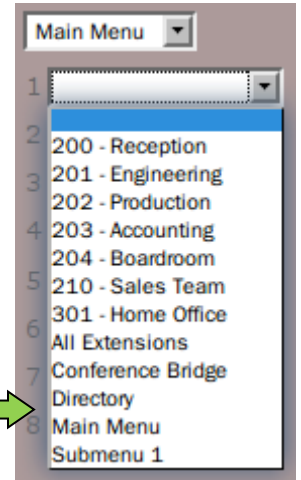 Main Menu
1
2
200 - Reception
3
201 - Engineering
202 - Production
4
203 - Accounting
204 - Boardroom
5
210 - Sales Team
301 - Home Office
6
All Extensions
7
Conference Bridge
Directory
8
Main Menu
Submenu 1